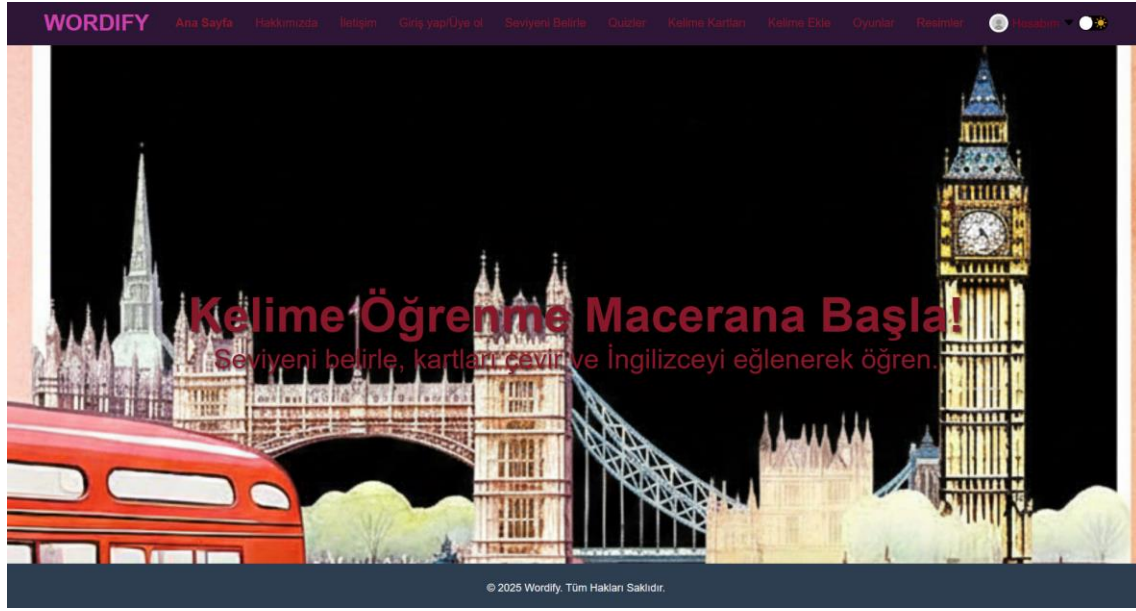 WORDIFY Ana Sayfa Hakkımızda İletişim Giriş yap/Üye ol Seviyeni Belirle Quizler Kelime Kartları Kelime Ekle Oyunlar Resimler Hesabım
Kelime Öğrenme Macerana Başla!
Seviyeni belirle, kartları çevir ve İngilizceyi eğlenerek öğren.
© 2025 Wordify. Tüm Hakları Saklıdır.